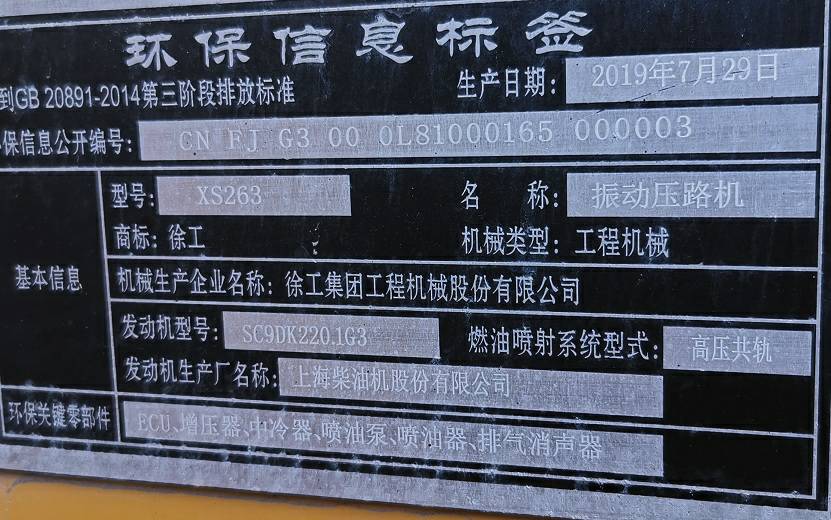 环保信息标签
到GB 20891-2014第三阶段排放标准 生产日期: 2019年7月29日
保信息公开编号: CN FJ G3 00 0L81000165 000003
型号: XS263 名 称: 振动压路机
商标: 徐工 机械类型: 工程机械
基本信息
机械生产企业名称: 徐工集团工程机械股份有限公司
发动机型号: SC9DK220.1G3 燃油喷射系统型式: 高压共轨
发动机生产厂名称: 上海柴油机股份有限公司
环保关键零部件 ECU、增压器、中冷器、喷油泵、喷油器、排气消声器